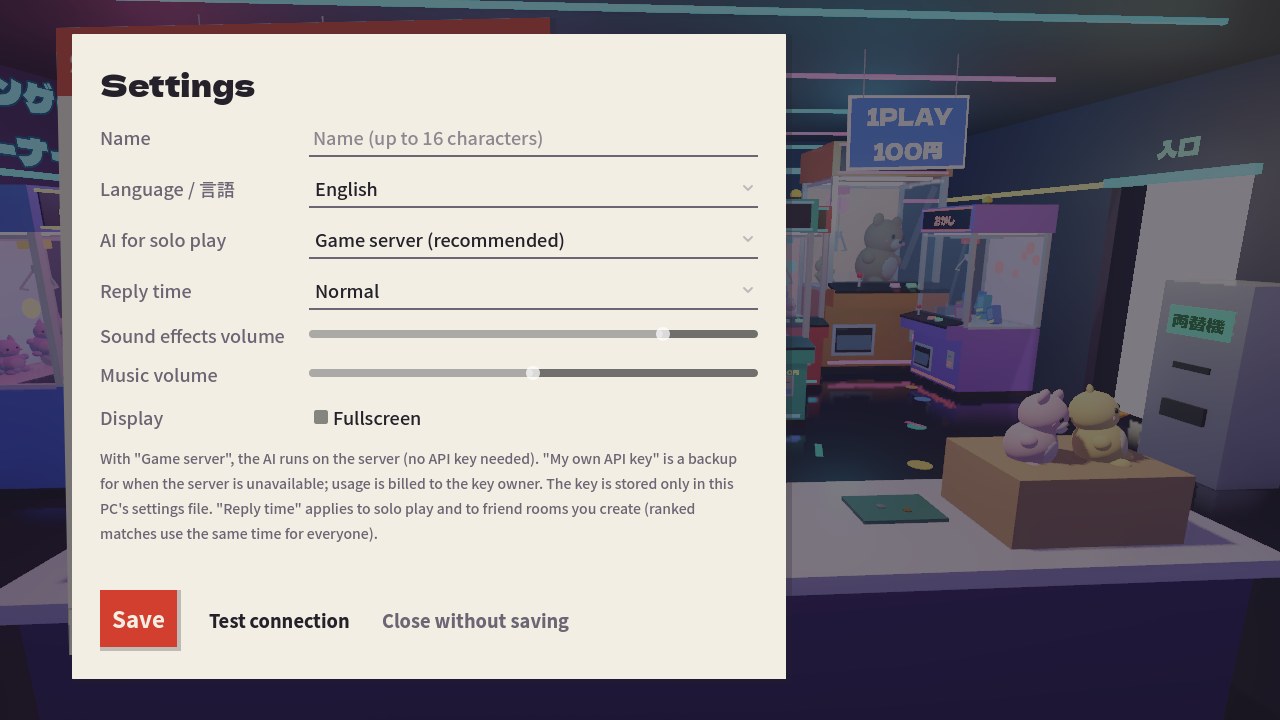 Settings
Name
Name (up to 16 characters)
Language / 言語
English
AI for solo play
Game server (recommended)
Reply time
Normal
Sound effects volume
Music volume
Display
Fullscreen
With "Game server", the AI runs on the server (no API key needed). "My own API key" is a backup
for when the server is unavailable; usage is billed to the key owner. The key is stored only in this
PC's settings file. "Reply time" applies to solo play and to friend rooms you create (ranked
matches use the same time for everyone).
Save
Test connection
Close without saving
1PLAY
100円
入口
両替機